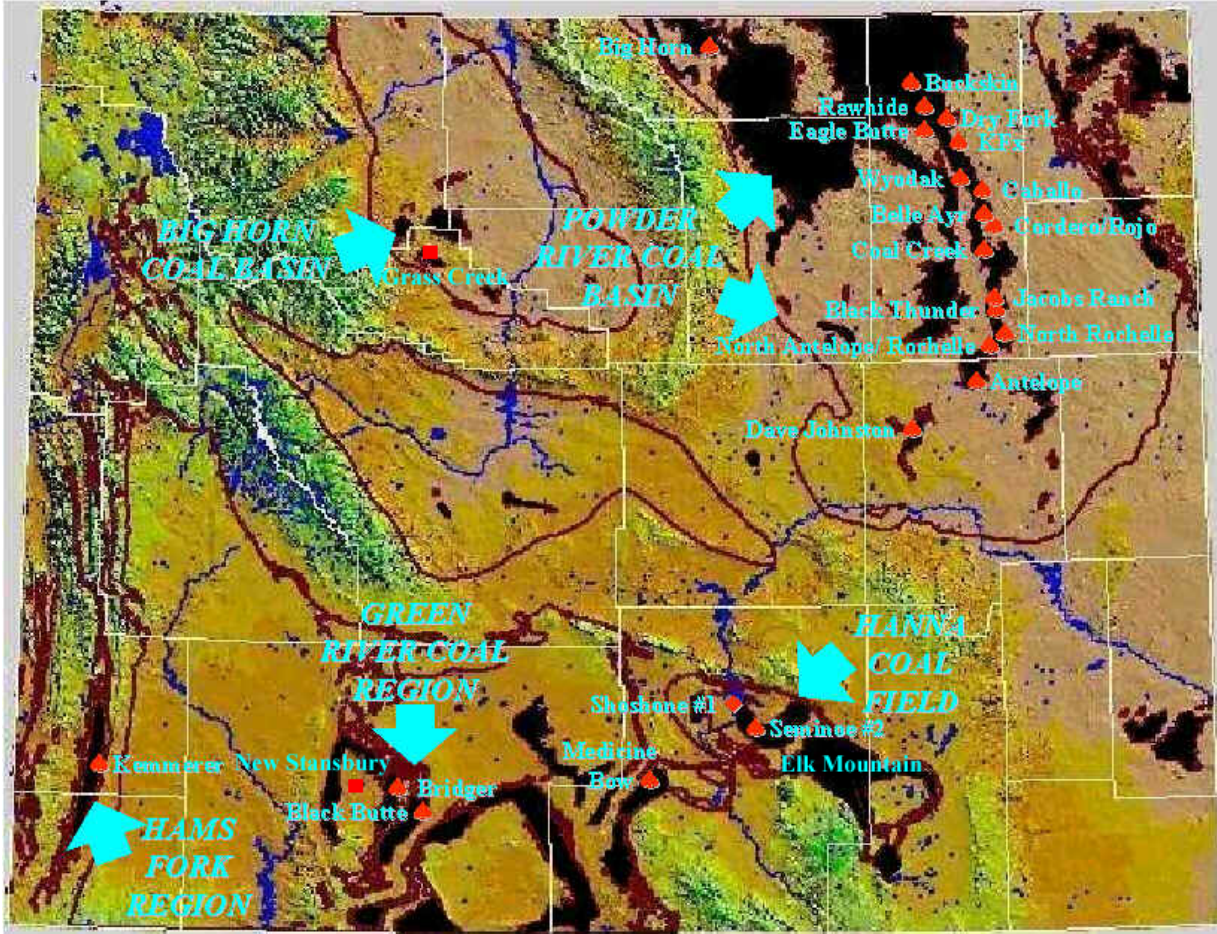 Big Horn
Buckskin
Rawhide
Dry Fork
Eagle Butte
KFx
Wyodak
Caballo
Belle Ayr
Cordero/Rojo
Coal Creek
Jacobs Ranch
Black Thunder
North Rochelle
North Antelope/ Rochelle
Antelope
Dave Johnston
BIG HORN
COAL BASIN
Grass Creek
POWDER
RIVER COAL
BASIN
GREEN
RIVER COAL
REGION
HANNA
COAL
FIELD
Shoshone #1
Seminoe #2
Medicine
Bow
Elk Mountain
Kemmerer
New Stansbury
Bridger
Black Butte
HAMS
FORK
REGION